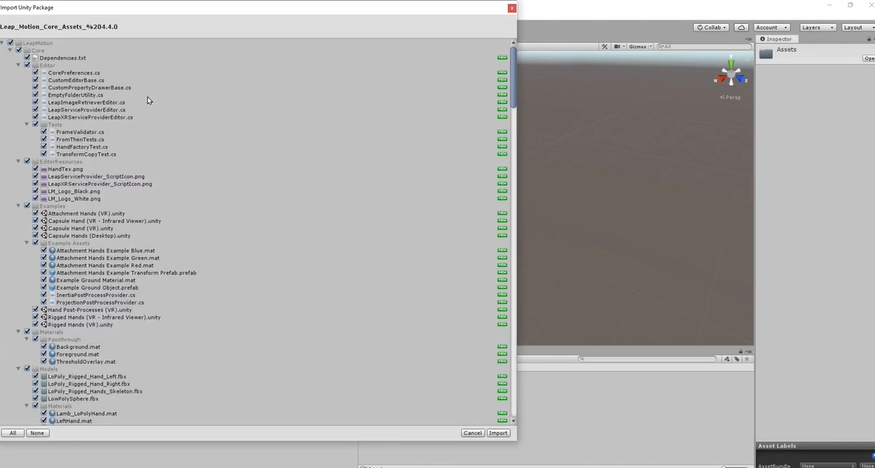 Import Unity Package
Leap_Motion_Core_Assets_%204.4.0
LeapMotion
Core
Dependencies.txt
Editor
CorePreferences.cs
CustomEditorBase.cs
CustomPropertyDrawerBase.cs
EmptyFolderUtility.cs
LeapImageRetrieverEditor.cs
LeapServiceProviderEditor.cs
LeapXRServiceProviderEditor.cs
Tests
FrameValidator.cs
FromThenTests.cs
HandFactoryTest.cs
TransformCopyTest.cs
EditorResources
HandTex.png
LeapServiceProvider_ScriptIcon.png
LeapXRServiceProvider_ScriptIcon.png
LM_Logo_Black.png
LM_Logo_White.png
Examples
Attachment Hands (VR).unity
Capsule Hand (VR - Infrared Viewer).unity
Capsule Hand (VR).unity
Capsule Hands (Desktop).unity
Example Assets
Attachment Hands Example Blue.mat
Attachment Hands Example Green.mat
Attachment Hands Example Red.mat
Attachment Hands Example Transform Prefab.prefab
Example Ground Material.mat
Example Ground Object.prefab
InertiaPostProcessProvider.cs
ProjectionPostProcessProvider.cs
Hand Post-Processes (VR).unity
Rigged Hands (VR - Infrared Viewer).unity
Rigged Hands (VR).unity
Materials
Passthrough
Background.mat
Foreground.mat
ThresholdOverlay.mat
Models
LoPoly_Rigged_Hand_Left.fbx
LoPoly_Rigged_Hand_Right.fbx
LoPoly_Rigged_Hands_Skeleton.fbx
LowPolySphere.fbx
Materials
Lamb_LoPolyHand.mat
LeftHand.mat
All None Cancel Import
Collab Account Layers Layout
Gizmos All
Persp
Inspector
Assets
Asset Labels
AssetBundle None None